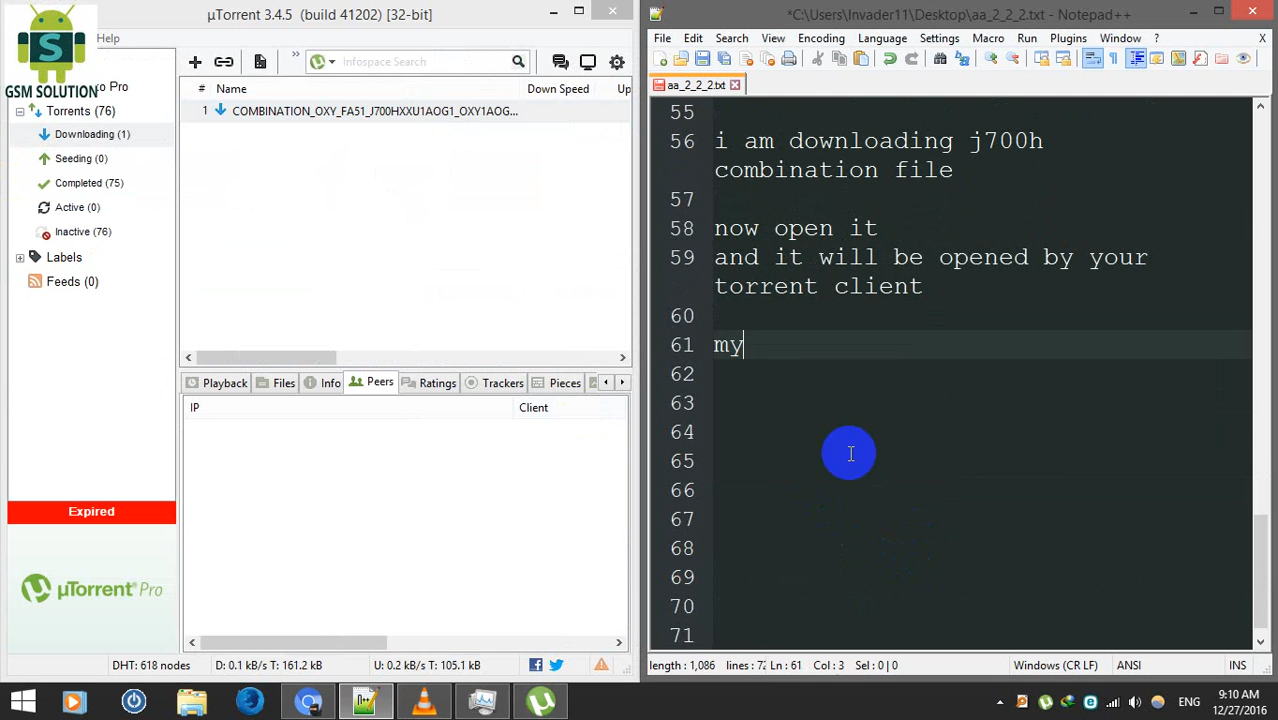 µTorrent 3.4.5 (build 41202) [32-bit]
S
GSM SOLUTION
Help
o Pro
Torrents (76)
Downloading (1)
Seeding (0)
Completed (75)
Active (0)
Inactive (76)
Labels
Feeds (0)
Expired
µTorrent Pro
»
Infospace Search
# Name Down Speed Up
1 COMBINATION_OXY_FA51_J700HXXU1AOG1_OXY1AOG...
Playback Files Info Peers Ratings Trackers Pieces
IP Client
DHT: 618 nodes D: 0.1 kB/s T: 161.2 kB U: 0.2 kB/s T: 105.1 kB
*C:\Users\Invader11\Desktop\aa_2_2_2.txt - Notepad++
File Edit Search View Encoding Language Settings Macro Run Plugins Window ? X
aa_2_2_2.txt
55
56 i am downloading j700h
combination file
57
58 now open it
59 and it will be opened by your
torrent client
60
61 my
62
63
64
65
66
67
68
69
70
71
length : 1,086 lines: 72 Ln : 61 Col : 3 Sel : 0 | 0 Windows (CR LF) ANSI INS
ENG
9:10 AM
12/27/2016